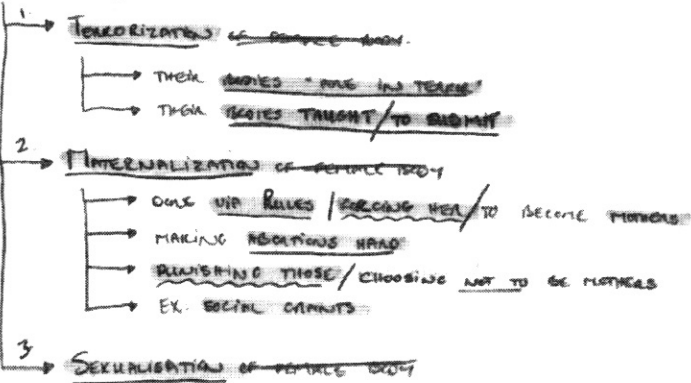 1. TERRORIZATION OF FEMALE BODY.
THEIR BODIES "ARE IN TERROR"
THEIR BODIES TAUGHT/TO SUBMIT
2 MATERNALIZATION OF FEMALE BODY
DONE VIA RULES / FORCING HER/TO BECOME MOTHERS
MAKING ABORTIONS HARD
PUNISHING THOSE / CHOOSING NOT TO BE MOTHERS
EX. SOCIAL GRANTS
3 SEXUALISATION OF FEMALE BODY